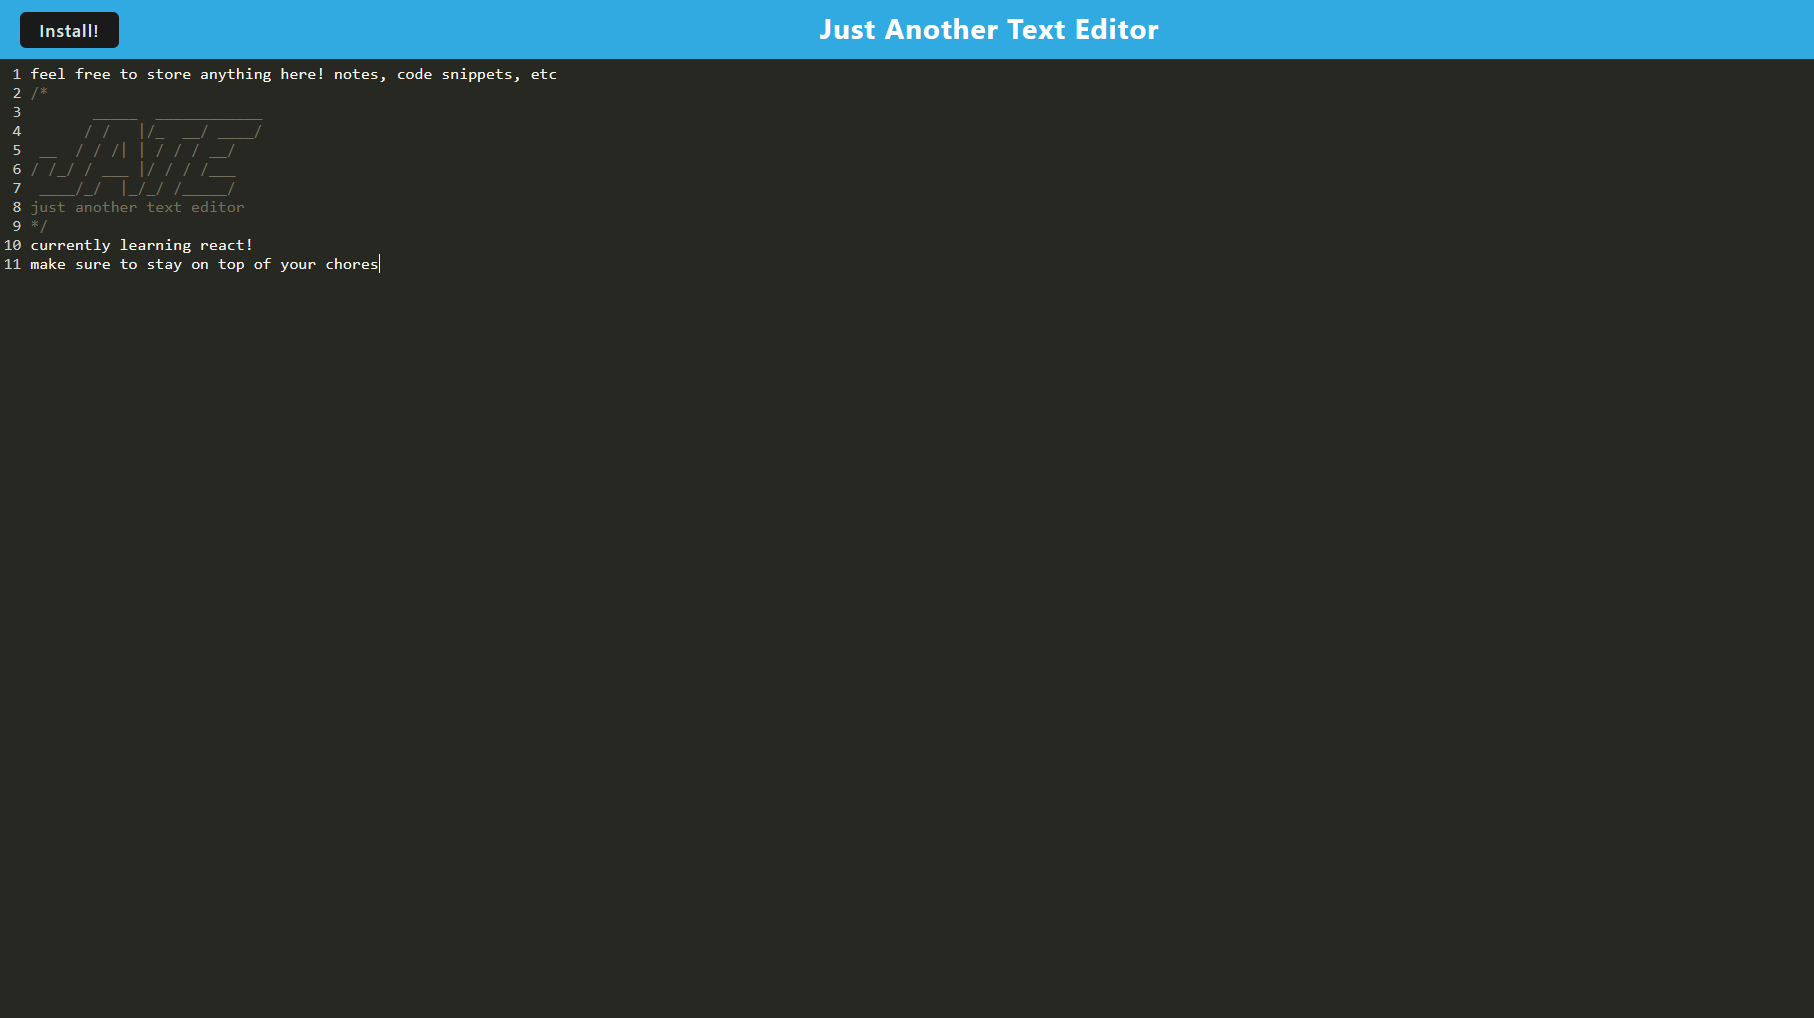 Install!
Just Another Text Editor
1 feel free to store anything here! notes, code snippets, etc
2 /*
3        _____  ____________
4       / /   |/_  __/ ____/
5  __  / / /| | / / / __/
6 / /_/ / ___ |/ / / /___
7  ____/_/  |_/_/ /_____/
8 just another text editor
9 */
10 currently learning react!
11 make sure to stay on top of your chores